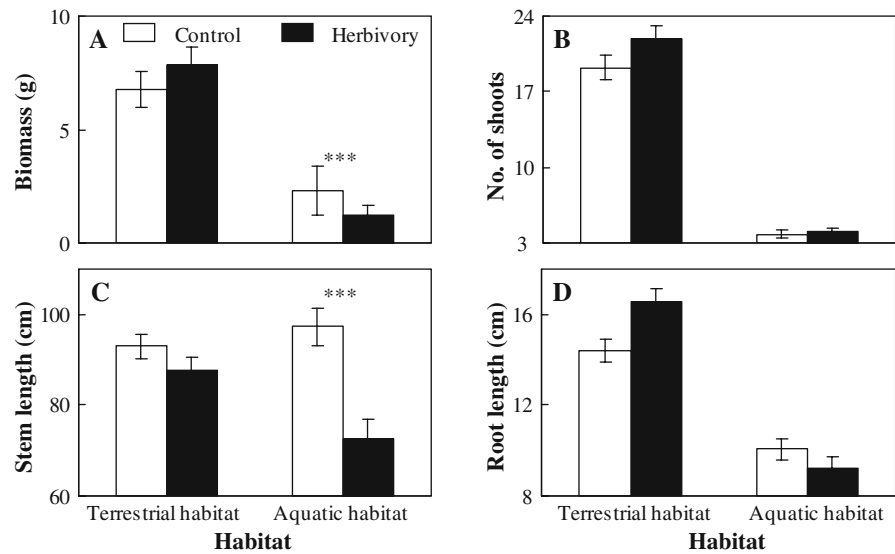 A
Control
Herbivory
10
5
0
Biomass (g)
***
B
24
17
10
3
No. of shoots
C
100
80
60
Stem length (cm)
***
Terrestrial habitat
Aquatic habitat
Habitat
D
16
12
8
Root length (cm)
Terrestrial habitat
Aquatic habitat
Habitat